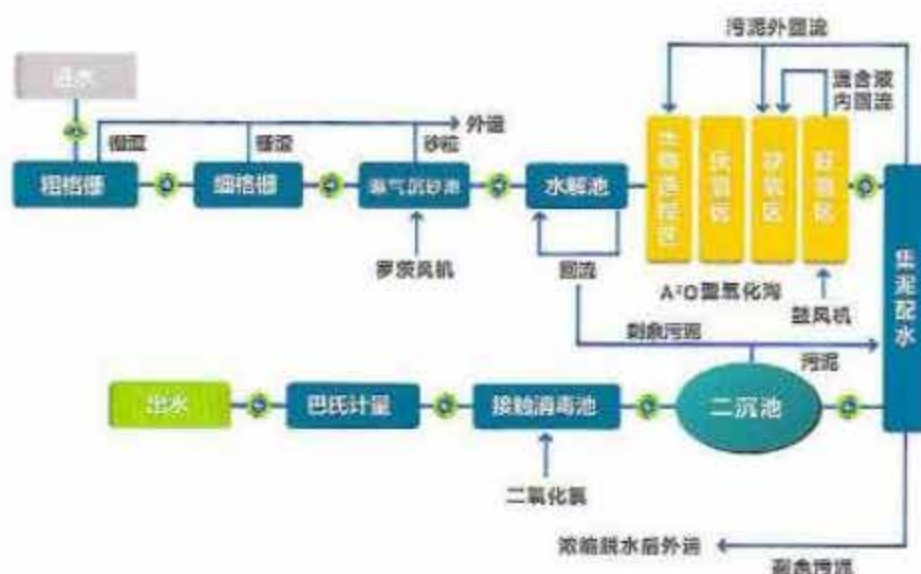 污泥外回流
进水
混合液
内回流
栅渣
栅渣
砂粒
外运
粗格栅
细格栅
曝气沉砂池
水解池
生物选择区
厌氧区
缺氧区
好氧区
集泥配水
罗茨风机
回流
A²O型氧化沟
鼓风机
剩余污泥
污泥
出水
巴氏计量
接触消毒池
二沉池
二氧化氯
浓缩脱水后外运
剩余污泥